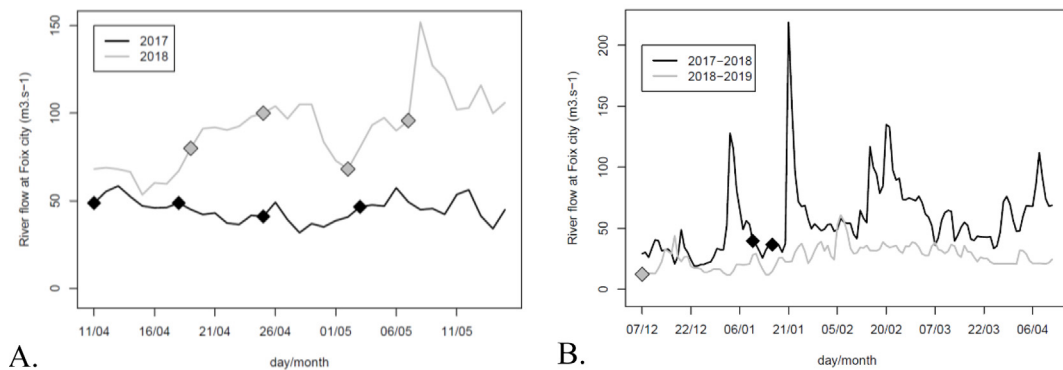 River flow at Foix city (m3.s−1)
0 50 100 150
2017
2018
11/04 16/04 21/04 26/04 01/05 06/05 11/05
day/month
A.
River flow at Foix city (m3.s−1)
0 50 100 150 200
2017−2018
2018−2019
07/12 22/12 06/01 21/01 05/02 20/02 07/03 22/03 06/04
day/month
B.